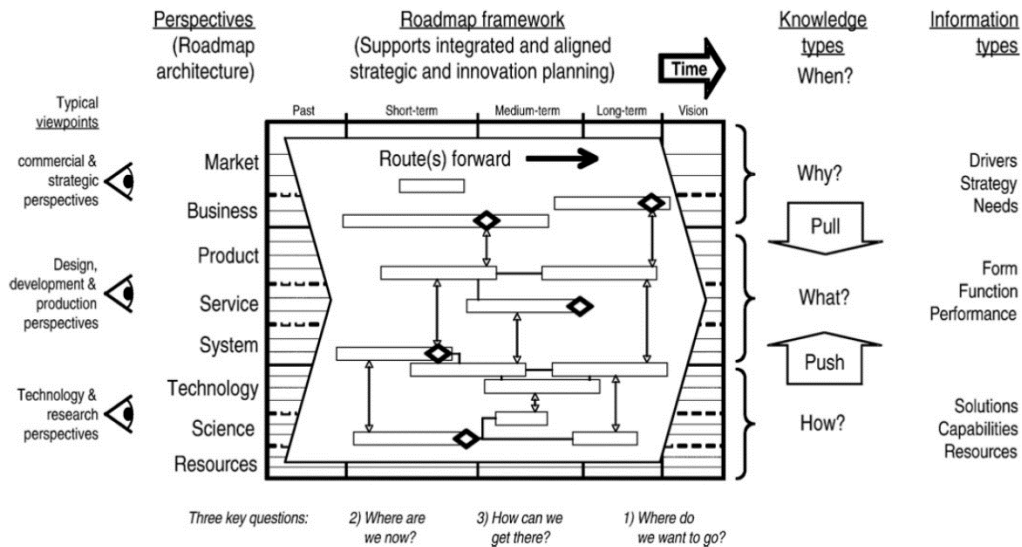 Perspectives
(Roadmap
architecture)
Roadmap framework
(Supports integrated and aligned
strategic and innovation planning)
Time
Knowledge
types
When?
Information
types
Typical
viewpoints
Past
Short-term
Medium-term
Long-term
Vision
commercial &
strategic
perspectives
Market
Business
Route(s) forward
Why?
Drivers
Strategy
Needs
Pull
Design,
development &
production
perspectives
Product
Service
System
What?
Form
Function
Performance
Push
Technology &
research
perspectives
Technology
Science
Resources
How?
Solutions
Capabilities
Resources
Three key questions:
2) Where are
we now?
3) How can we
get there?
1) Where do
we want to go?